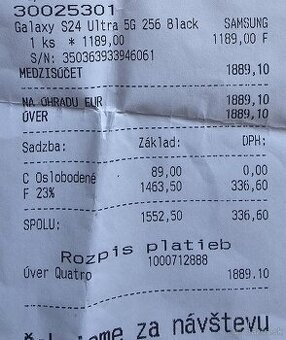 30025301
Galaxy S24 Ultra 5G 256 Black SAMSUNG
1 ks * 1189,00 1189,00 F
S/N: 350363933946061
MEDZISÚČET 1889,10
NA ÚHRADU EUR 1889,10
ÚVER 1889,10
Sadzba: Základ: DPH:
C Oslobodené 89,00 0,00
F 23% 1463,50 336,60
SPOLU: 1552,50 336,60
Rozpis platieb
1000712888
Úver Quatro 1889.10
za návštevu